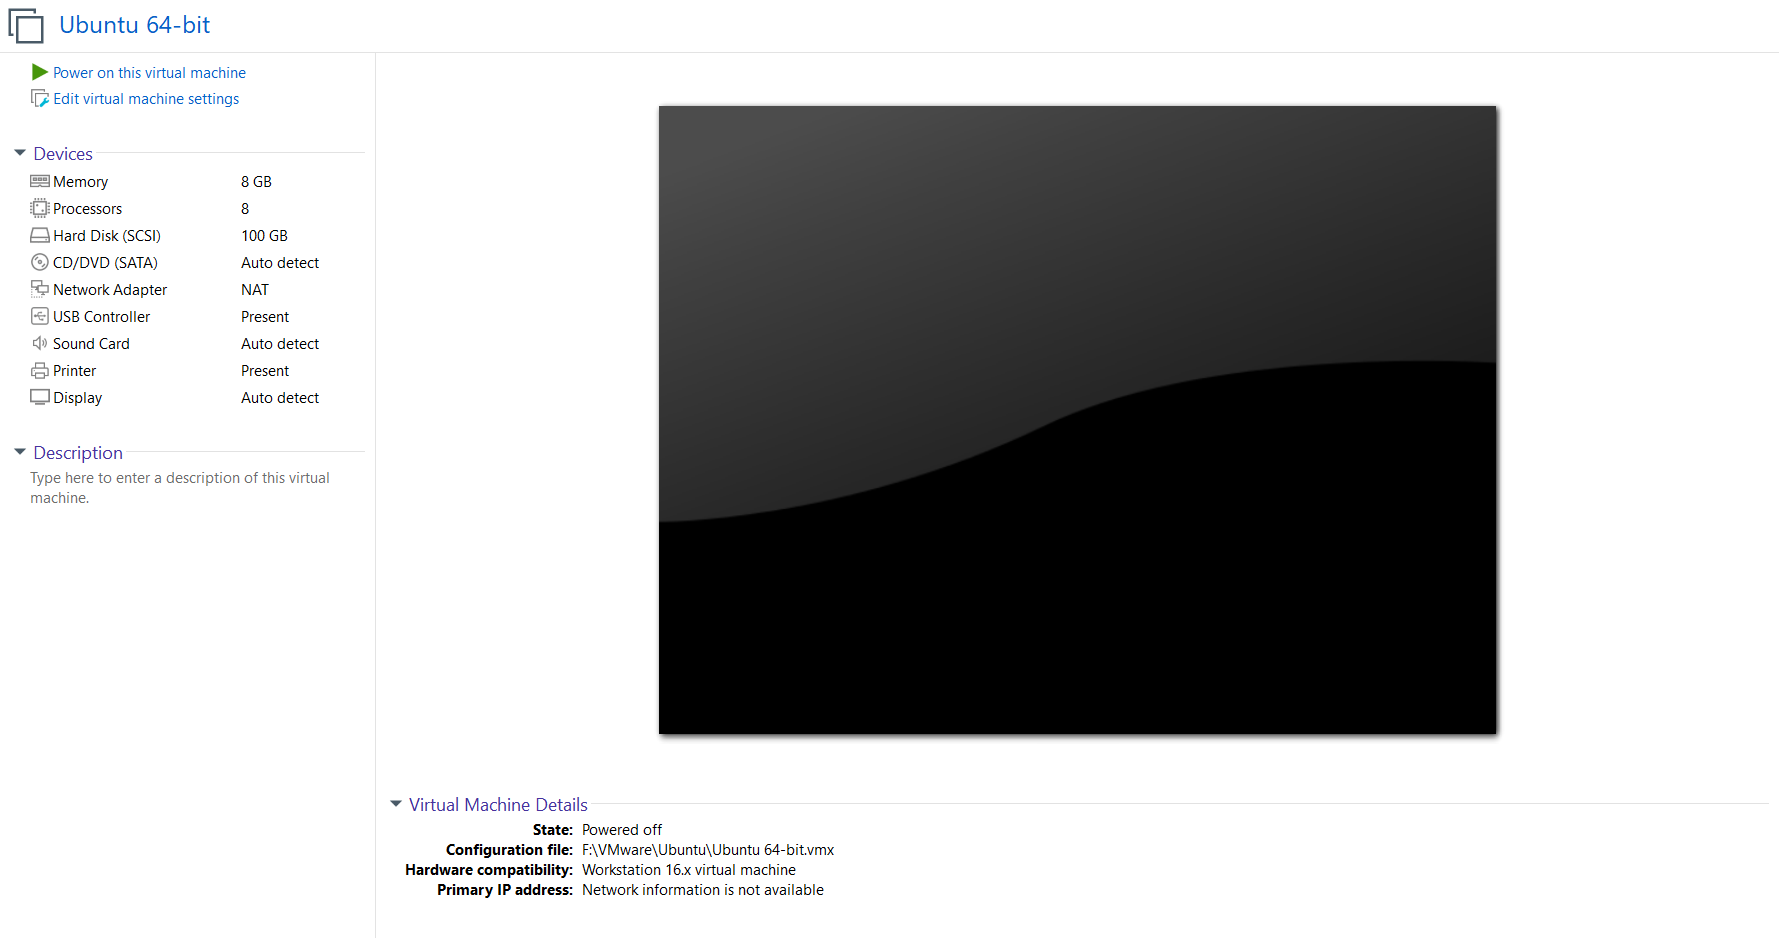 Ubuntu 64-bit
Power on this virtual machine
Edit virtual machine settings
Devices
Memory 8 GB
Processors 8
Hard Disk (SCSI) 100 GB
CD/DVD (SATA) Auto detect
Network Adapter NAT
USB Controller Present
Sound Card Auto detect
Printer Present
Display Auto detect
Description
Type here to enter a description of this virtual
machine.
Virtual Machine Details
State: Powered off
Configuration file: F:\VMware\Ubuntu\Ubuntu 64-bit.vmx
Hardware compatibility: Workstation 16.x virtual machine
Primary IP address: Network information is not available